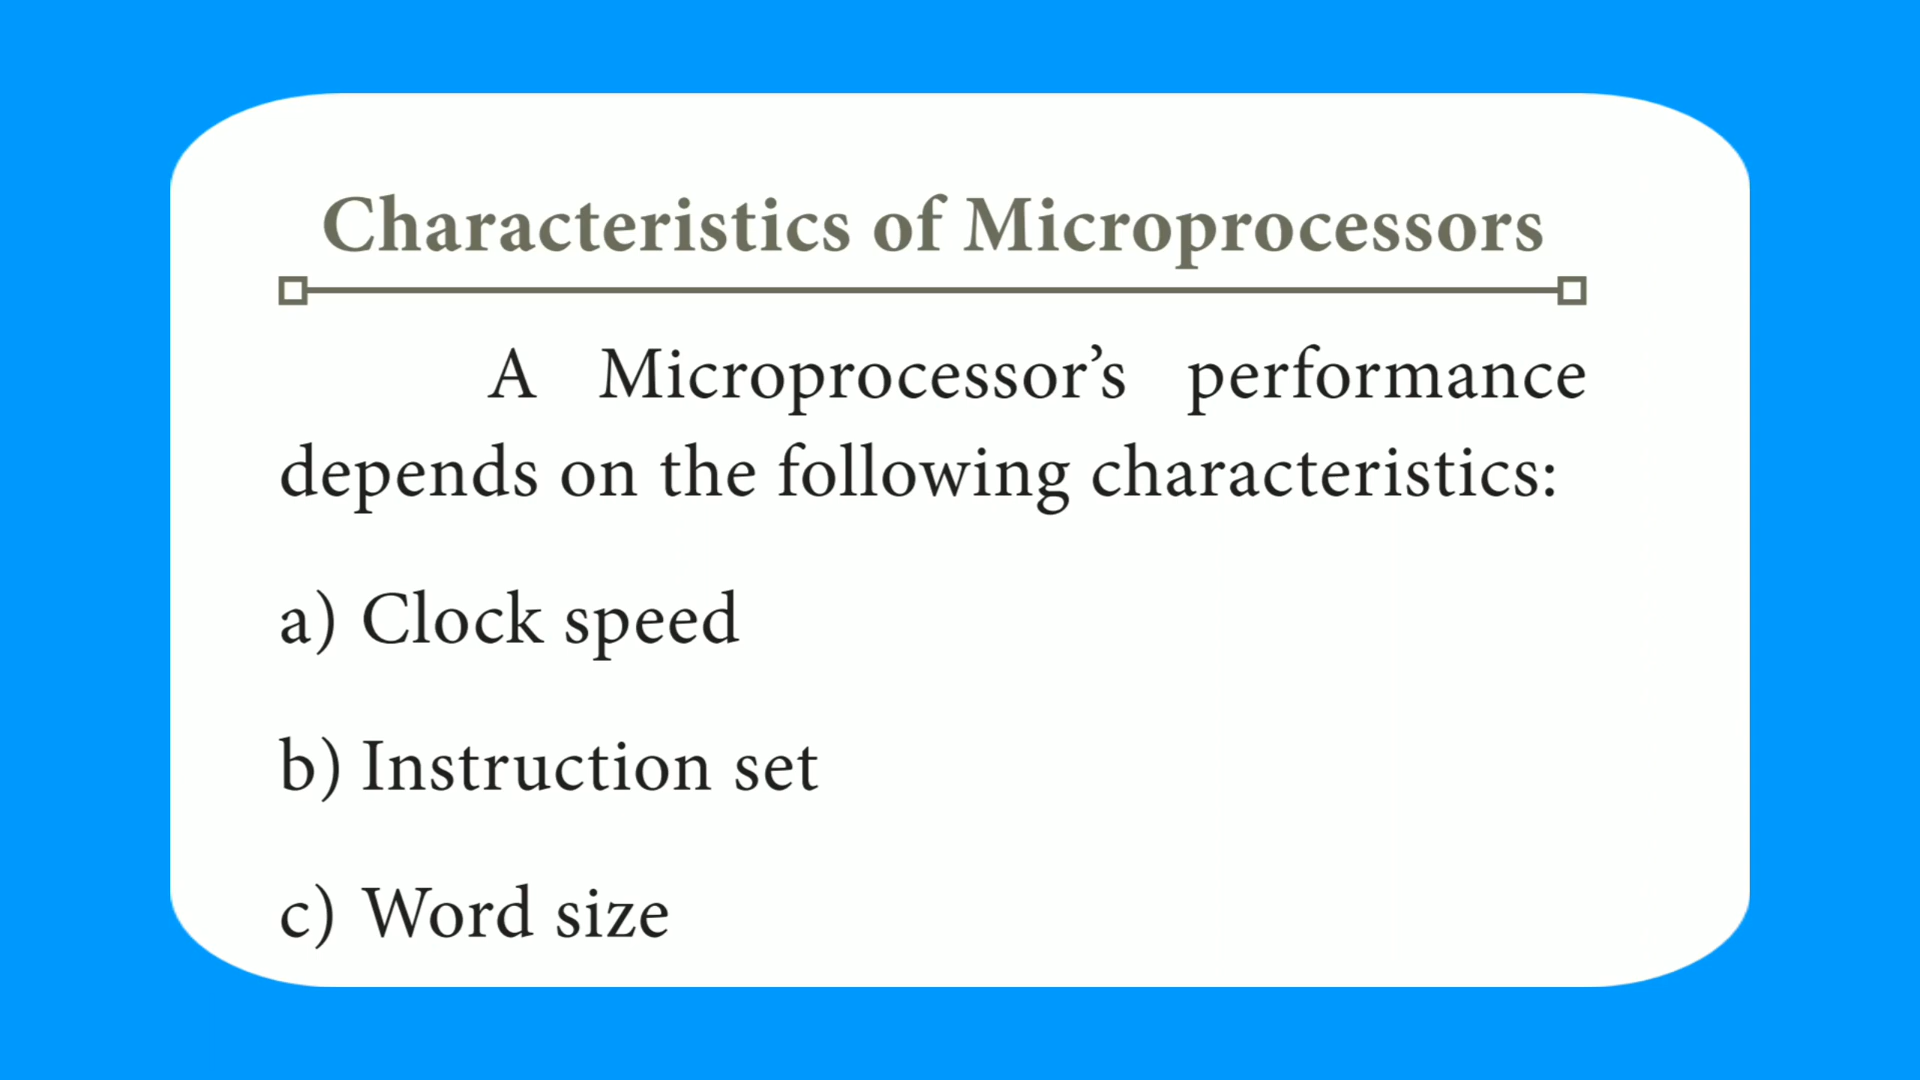 Characteristics of Microprocessors
A Microprocessor’s performance
depends on the following characteristics:
a) Clock speed
b) Instruction set
c) Word size